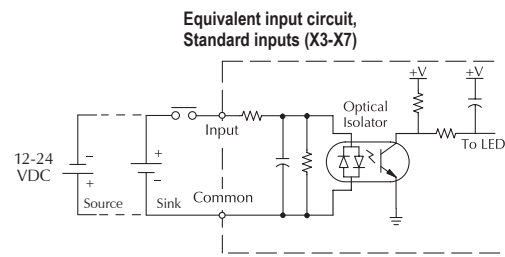 Equivalent input circuit,
Standard inputs (X3-X7)
+V
+V
Optical
Isolator
Input
To LED
12-24
VDC
–
+
+
–
Source
Sink
Common